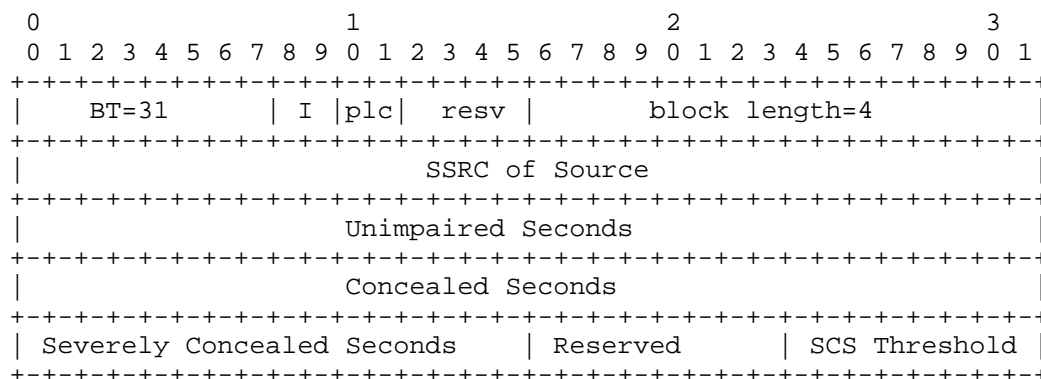 0                   1                   2                   3
 0 1 2 3 4 5 6 7 8 9 0 1 2 3 4 5 6 7 8 9 0 1 2 3 4 5 6 7 8 9 0 1
+-+-+-+-+-+-+-+-+-+-+-+-+-+-+-+-+-+-+-+-+-+-+-+-+-+-+-+-+-+-+-+-+
|    BT=31      | I |plc|  resv |       block length=4          |
+-+-+-+-+-+-+-+-+-+-+-+-+-+-+-+-+-+-+-+-+-+-+-+-+-+-+-+-+-+-+-+-+
|                         SSRC of Source                        |
+-+-+-+-+-+-+-+-+-+-+-+-+-+-+-+-+-+-+-+-+-+-+-+-+-+-+-+-+-+-+-+-+
|                    Unimpaired Seconds                         |
+-+-+-+-+-+-+-+-+-+-+-+-+-+-+-+-+-+-+-+-+-+-+-+-+-+-+-+-+-+-+-+-+
|                    Concealed Seconds                          |
+-+-+-+-+-+-+-+-+-+-+-+-+-+-+-+-+-+-+-+-+-+-+-+-+-+-+-+-+-+-+-+-+
| Severely Concealed Seconds    | Reserved      | SCS Threshold |
+-+-+-+-+-+-+-+-+-+-+-+-+-+-+-+-+-+-+-+-+-+-+-+-+-+-+-+-+-+-+-+-+